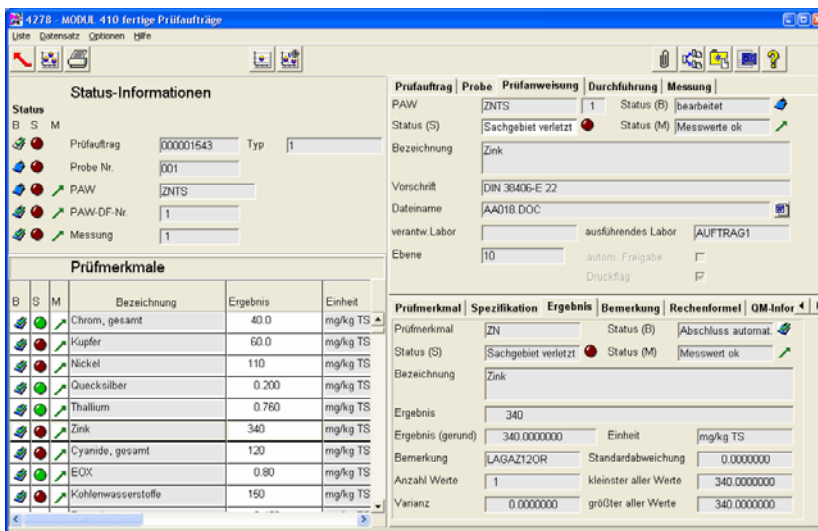 4278 - MODUL 410 fertige Prüfaufträge
Liste Datensatz Optionen Hilfe
Status-Informationen
Status
B S M
Prüfauftrag 000001543 Typ 1
Probe Nr. 001
PAW ZNTS
PAW-DF-Nr. 1
Messung 1
Prüfmerkmale
B S M Bezeichnung Ergebnis Einheit
Chrom, gesamt 40.0 mg/kg TS
Kupfer 60.0 mg/kg TS
Nickel 110 mg/kg TS
Quecksilber 0.200 mg/kg TS
Thallium 0.760 mg/kg TS
Zink 340 mg/kg TS
Cyanide, gesamt 120 mg/kg TS
EOX 0.80 mg/kg TS
Kohlenwasserstoffe 150 mg/kg TS
Prüfauftrag Probe Prüfanweisung Durchführung Messung
PAW ZNTS 1 Status (B) bearbeitet
Status (S) Sachgebiet verletzt Status (M) Messwerte ok
Bezeichnung Zink
Vorschrift DIN 38406-E 22
Dateiname AA018.DOC
verantw.Labor ausführendes Labor AUFTRAG1
Ebene 10 autom. Freigabe
Druckflag
Prüfmerkmal Spezifikation Ergebnis Bemerkung Rechenformel QM-Infor
Prüfmerkmal ZN Status (B) Abschluss automat.
Status (S) Sachgebiet verletzt Status (M) Messwert ok
Bezeichnung Zink
Ergebnis 340
Ergebnis (gerund) 340.0000000 Einheit mg/kg TS
Bemerkung LAGAZ12OR Standardabweichung 0.0000000
Anzahl Werte 1 kleinster aller Werte 340.0000000
Varianz 0.0000000 größter aller Werte 340.0000000